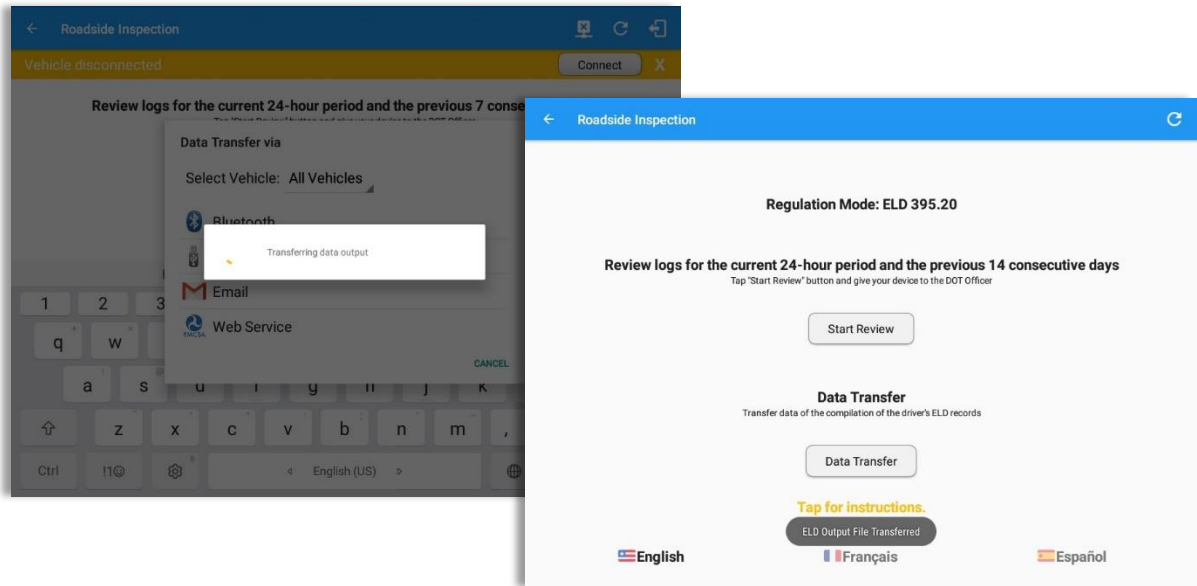 Roadside Inspection
Vehicle disconnected
Connect
X
Review logs for the current 24-hour period and the previous 7 conse
Data Transfer via
Select Vehicle: All Vehicles
Bluetooth
Transferring data output
Email
FMCSA
Web Service
CANCEL
1 2 3
q w
a s d f g h j k
z x c v b n m ,
Ctrl !1☺ English (US)
Roadside Inspection
Regulation Mode: ELD 395.20
Review logs for the current 24-hour period and the previous 14 consecutive days
Tap "Start Review" button and give your device to the DOT Officer
Start Review
Data Transfer
Transfer data of the compilation of the driver's ELD records
Data Transfer
Tap for instructions.
ELD Output File Transferred
English Français Español